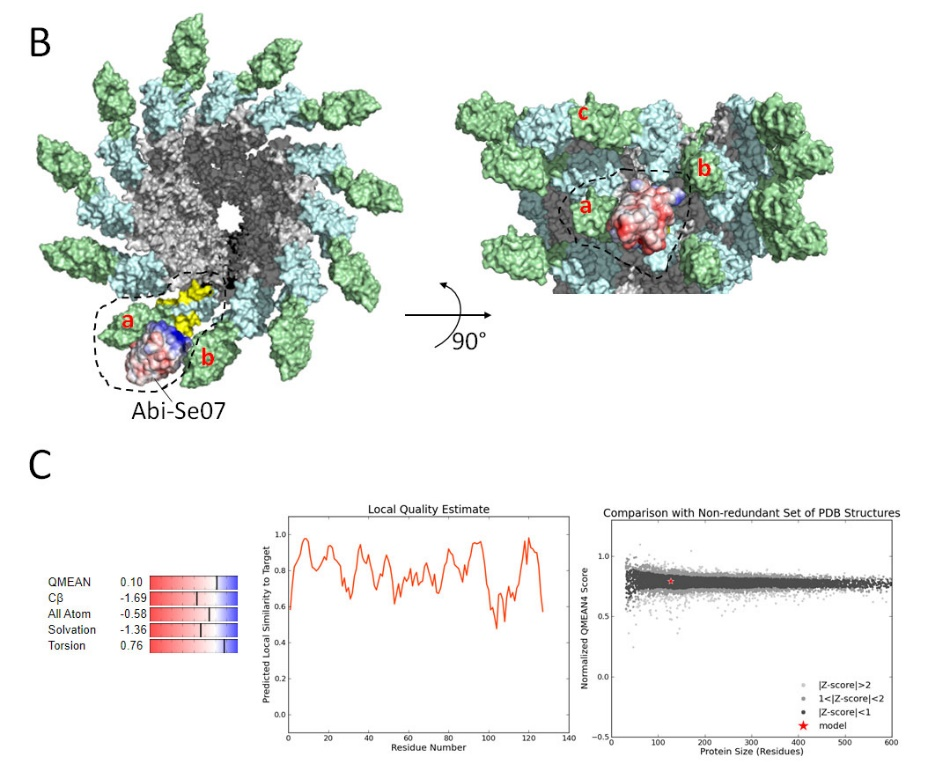 B
c
b
a
a
b
90°
Abi-Se07
C
Local Quality Estimate
Comparison with Non-redundant Set of PDB Structures
QMEAN 0.10
Cβ -1.69
All Atom -0.58
Solvation -1.36
Torsion 0.76
Predicted Local Similarity to Target
1.0
0.8
0.6
0.4
0.2
0.0
0 20 40 60 80 100 120 140
Residue Number
Normalized QMEAN4 Score
1.0
0.5
0.0
−0.5
|Z-score|>2
1<|Z-score|<2
|Z-score|<1
model
0 100 200 300 400 500 600
Protein Size (Residues)